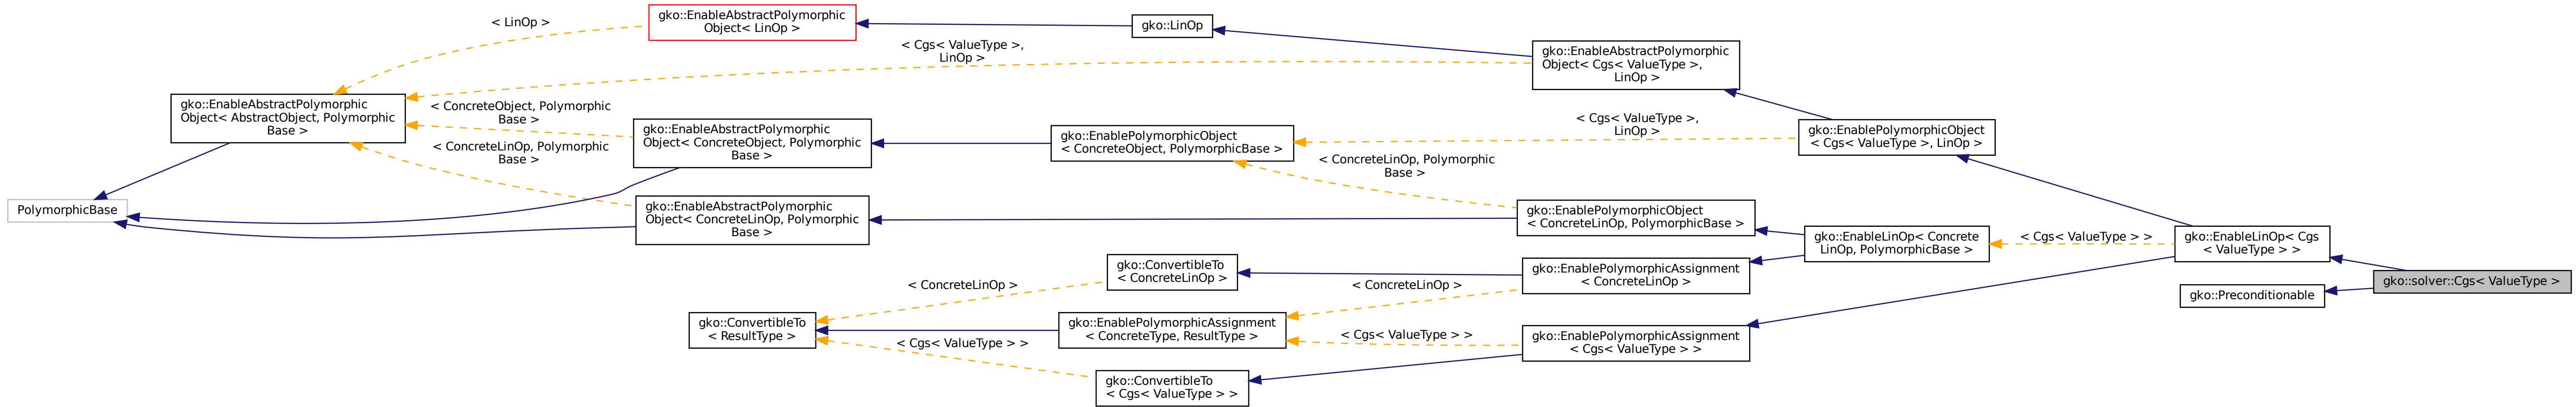 gko::EnableAbstractPolymorphic
Object< LinOp >
< LinOp >
gko::LinOp
< Cgs< ValueType >,
LinOp >
gko::EnableAbstractPolymorphic
Object< Cgs< ValueType >,
LinOp >
gko::EnableAbstractPolymorphic
Object< AbstractObject, Polymorphic
Base >
< ConcreteObject, Polymorphic
Base >
gko::EnableAbstractPolymorphic
Object< ConcreteObject, Polymorphic
Base >
gko::EnablePolymorphicObject
< ConcreteObject, PolymorphicBase >
< Cgs< ValueType >,
LinOp >
gko::EnablePolymorphicObject
< Cgs< ValueType >, LinOp >
< ConcreteLinOp, Polymorphic
Base >
< ConcreteLinOp, Polymorphic
Base >
PolymorphicBase
gko::EnableAbstractPolymorphic
Object< ConcreteLinOp, Polymorphic
Base >
gko::EnablePolymorphicObject
< ConcreteLinOp, PolymorphicBase >
gko::EnableLinOp< Concrete
LinOp, PolymorphicBase >
< Cgs< ValueType > >
gko::EnableLinOp< Cgs
< ValueType > >
gko::ConvertibleTo
< ConcreteLinOp >
gko::EnablePolymorphicAssignment
< ConcreteLinOp >
gko::solver::Cgs< ValueType >
< ConcreteLinOp >
< ConcreteLinOp >
gko::Preconditionable
gko::ConvertibleTo
< ResultType >
gko::EnablePolymorphicAssignment
< ConcreteType, ResultType >
< Cgs< ValueType > >
gko::EnablePolymorphicAssignment
< Cgs< ValueType > >
< Cgs< ValueType > >
gko::ConvertibleTo
< Cgs< ValueType > >